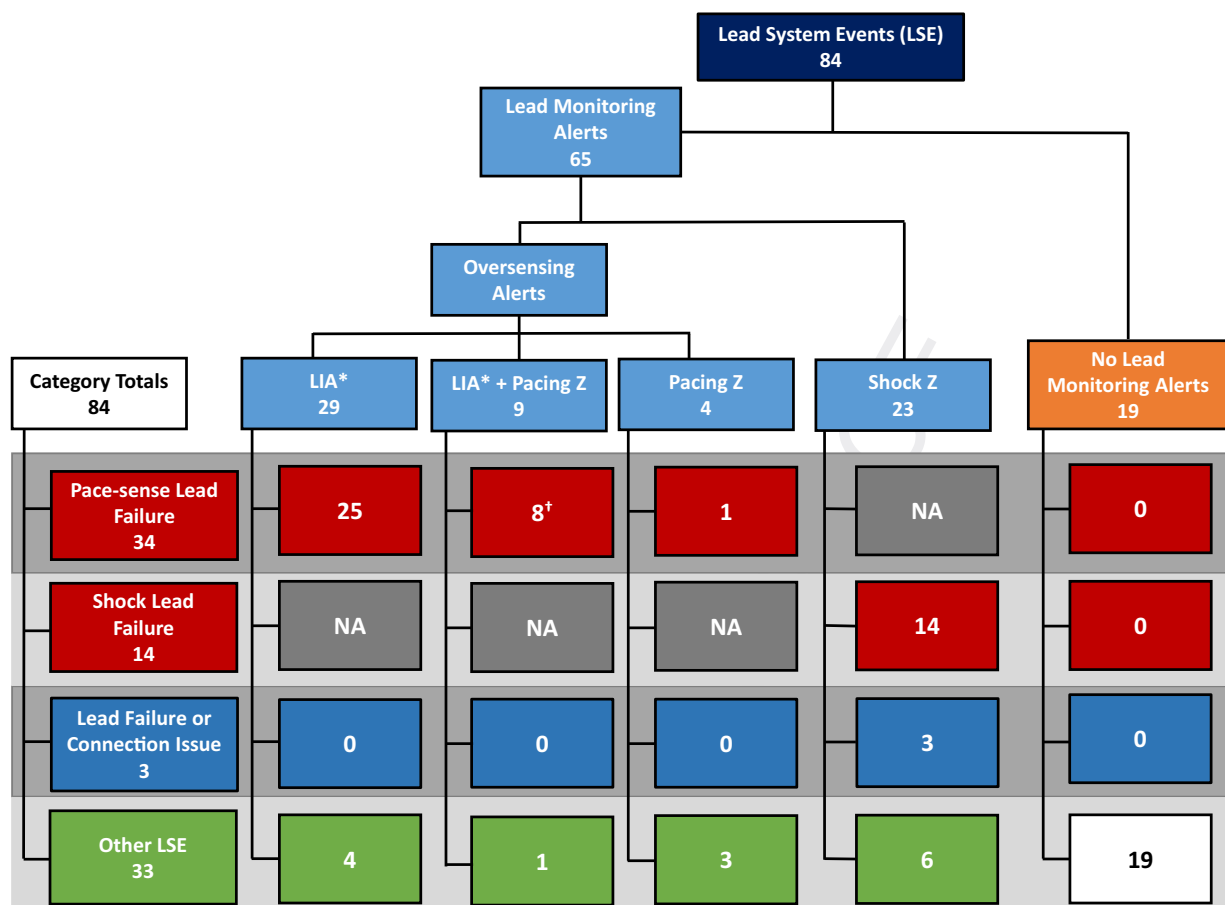 Lead System Events (LSE)
84
Lead Monitoring
Alerts
65
Oversensing
Alerts
Category Totals
84
LIA*
29
LIA* + Pacing Z
9
Pacing Z
4
Shock Z
23
No Lead
Monitoring Alerts
19
Pace-sense Lead
Failure
34
25
8†
1
NA
0
Shock Lead
Failure
14
NA
NA
NA
14
0
Lead Failure or
Connection Issue
3
0
0
0
3
0
Other LSE
33
4
1
3
6
19